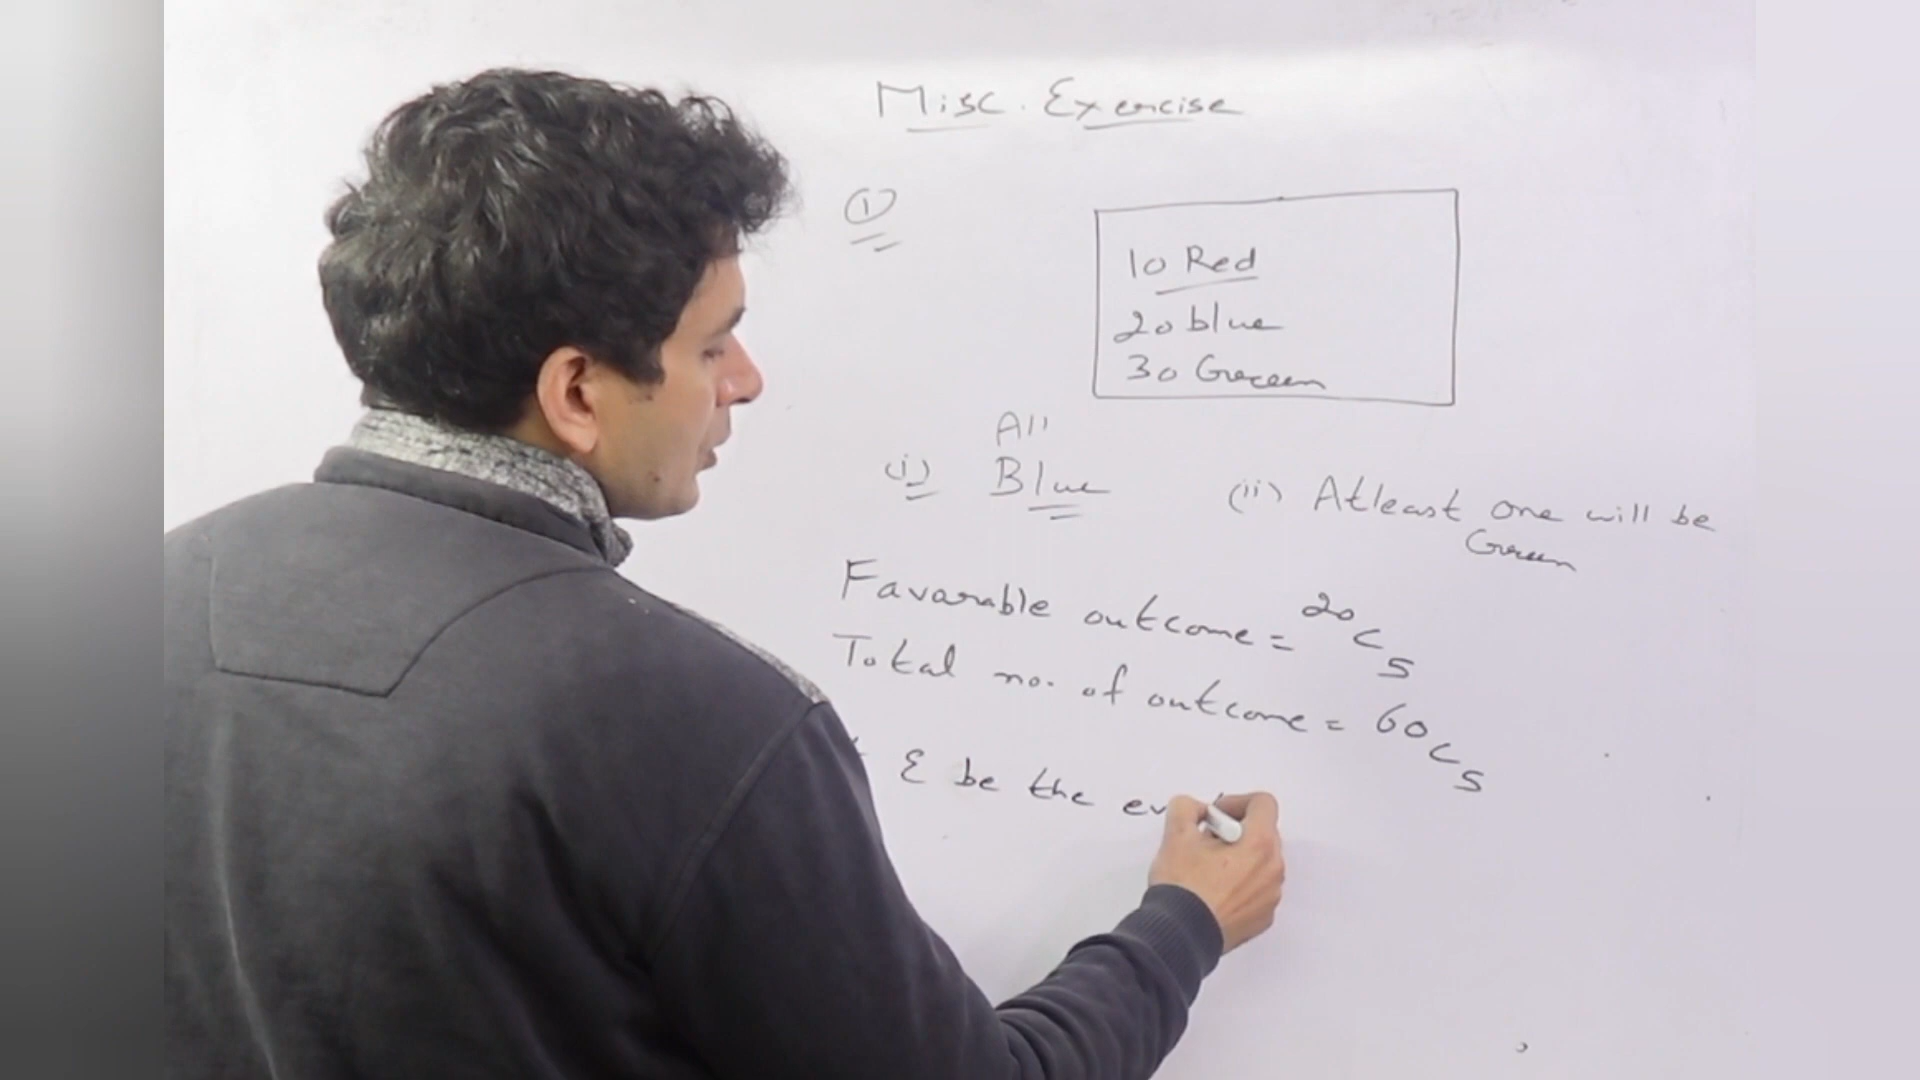 Misc. Exercise
(1)
10 Red
20 blue
30 Greeen
All
(i) Blue
(ii) Atleast one will be
Green
Favarable outcome = 20C5
Total no. of outcome = 60C5
E be the